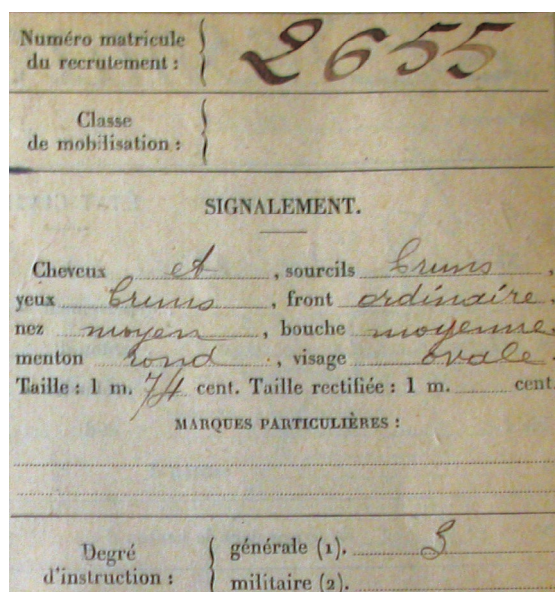 Numéro matricule du recrutement : 2655
Classe de mobilisation :
SIGNALEMENT.
Cheveux et, sourcils bruns,
yeux bruns, front ordinaire,
nez moyen, bouche moyenne,
menton rond, visage ovale.
Taille : 1 m. 74 cent. Taille rectifiée : 1 m. cent.
MARQUES PARTICULIÈRES :
Degré d'instruction :
générale (1). 3
militaire (2).